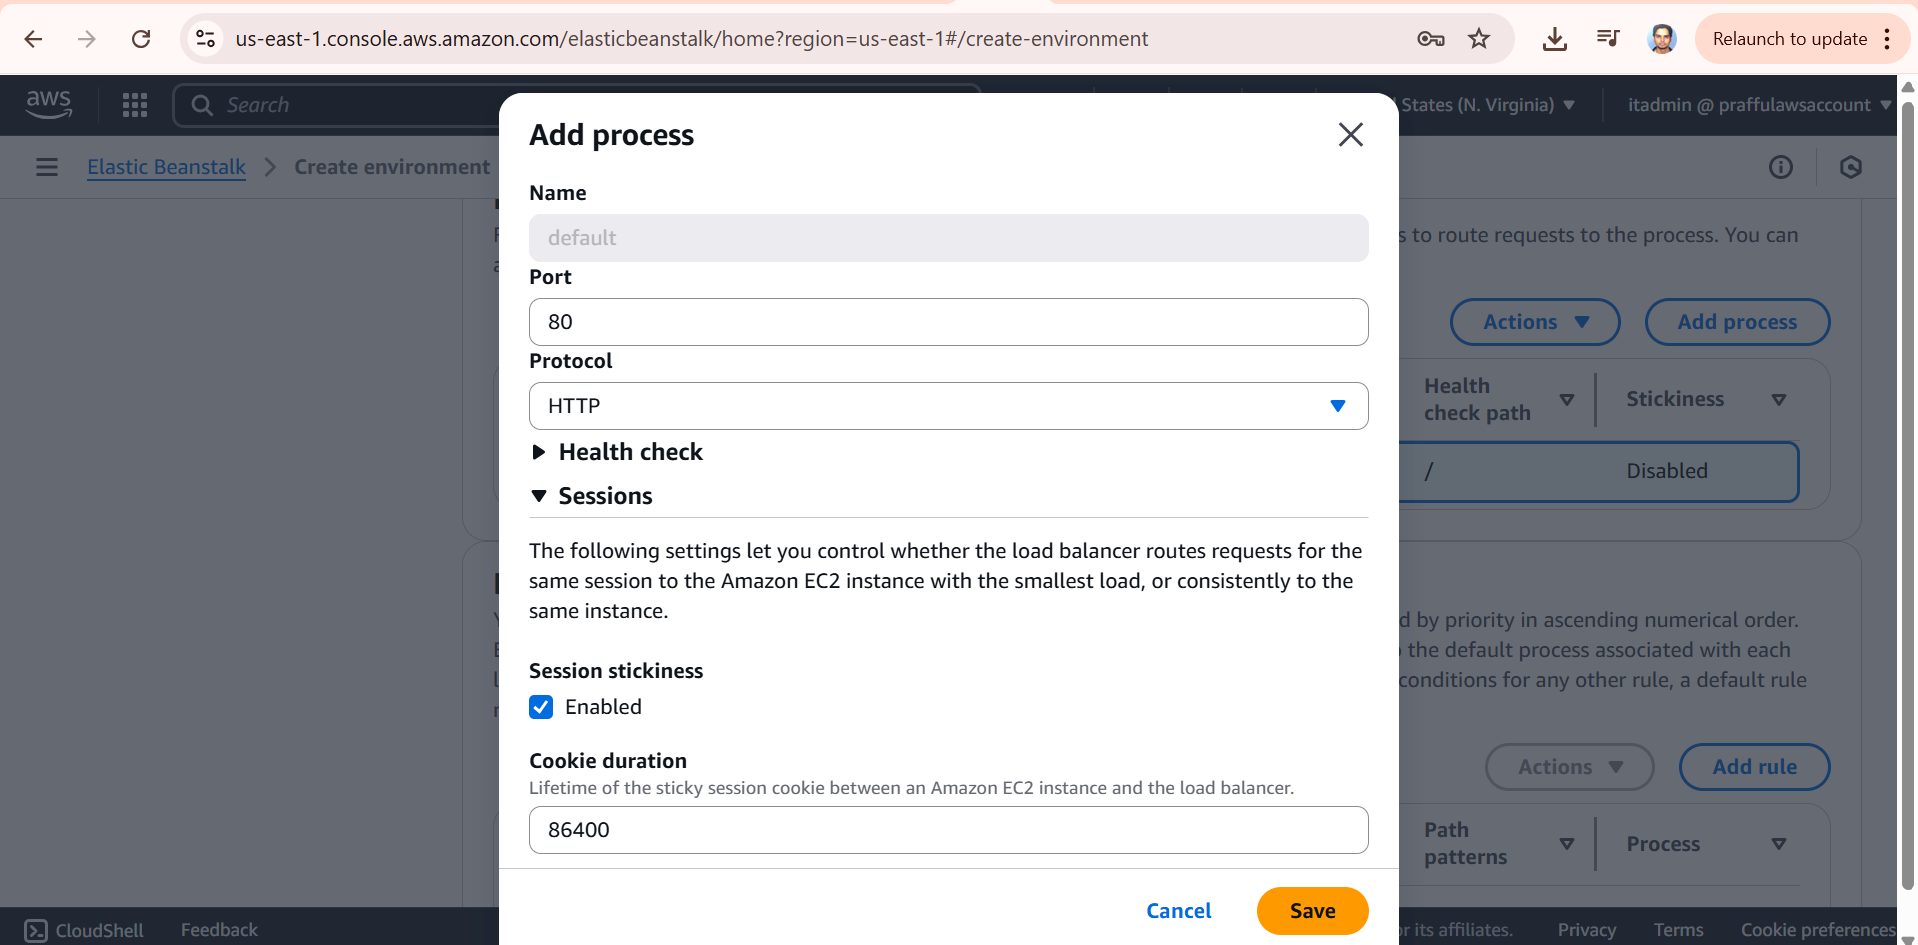 us-east-1.console.aws.amazon.com/elasticbeanstalk/home?region=us-east-1#/create-environment
Relaunch to update
aws
Search
States (N. Virginia)
itadmin @ praffulawsaccount
Elastic Beanstalk
Create environment
Add process
Name
default
Port
80
Protocol
HTTP
Health check
Sessions
The following settings let you control whether the load balancer routes requests for the
same session to the Amazon EC2 instance with the smallest load, or consistently to the
same instance.
Session stickiness
Enabled
Cookie duration
Lifetime of the sticky session cookie between an Amazon EC2 instance and the load balancer.
86400
Cancel
Save
s to route requests to the process. You can
Actions
Add process
Health
check path
Stickiness
/
Disabled
d by priority in ascending numerical order.
the default process associated with each
conditions for any other rule, a default rule
Actions
Add rule
Path
patterns
Process
CloudShell
Feedback
or its affiliates.
Privacy
Terms
Cookie preferences